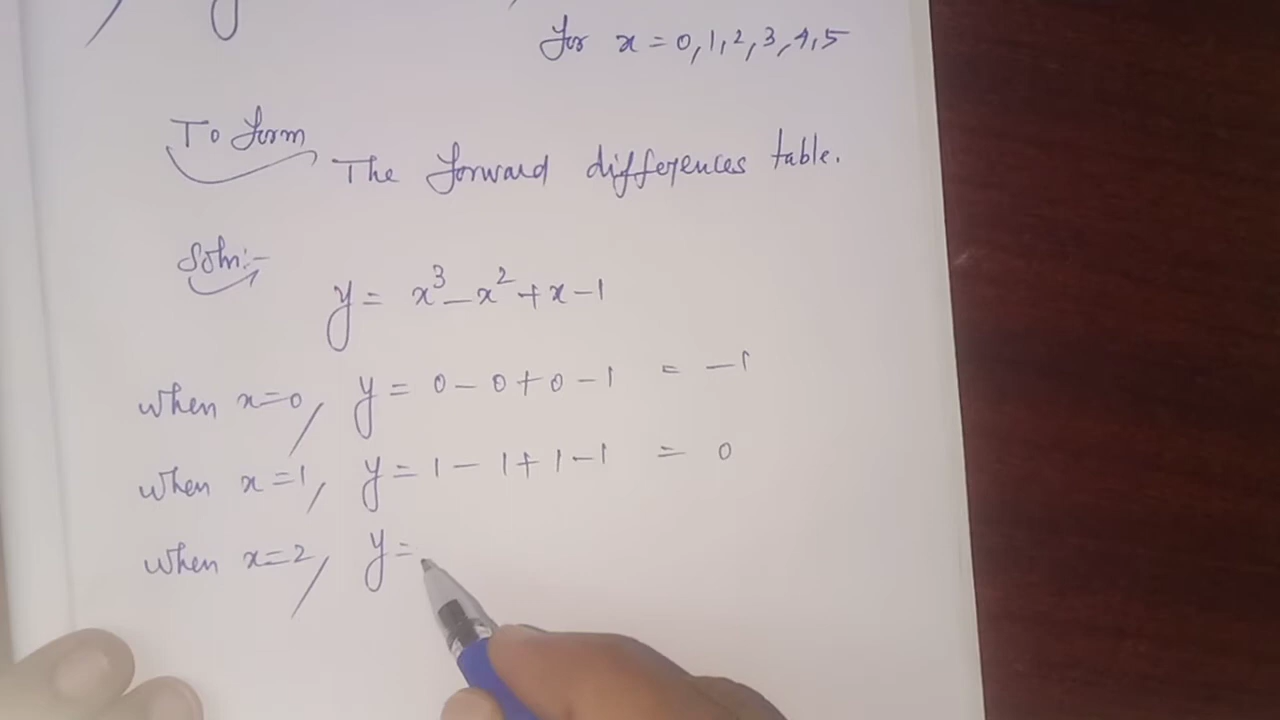 for x = 0, 1, 2, 3, 4, 5
To form
The forward differences table.
Soln:-
y = x³ - x² + x - 1
when x=0, y = 0 - 0 + 0 - 1 = -1
when x=1, y = 1 - 1 + 1 - 1 = 0
when x=2, y =